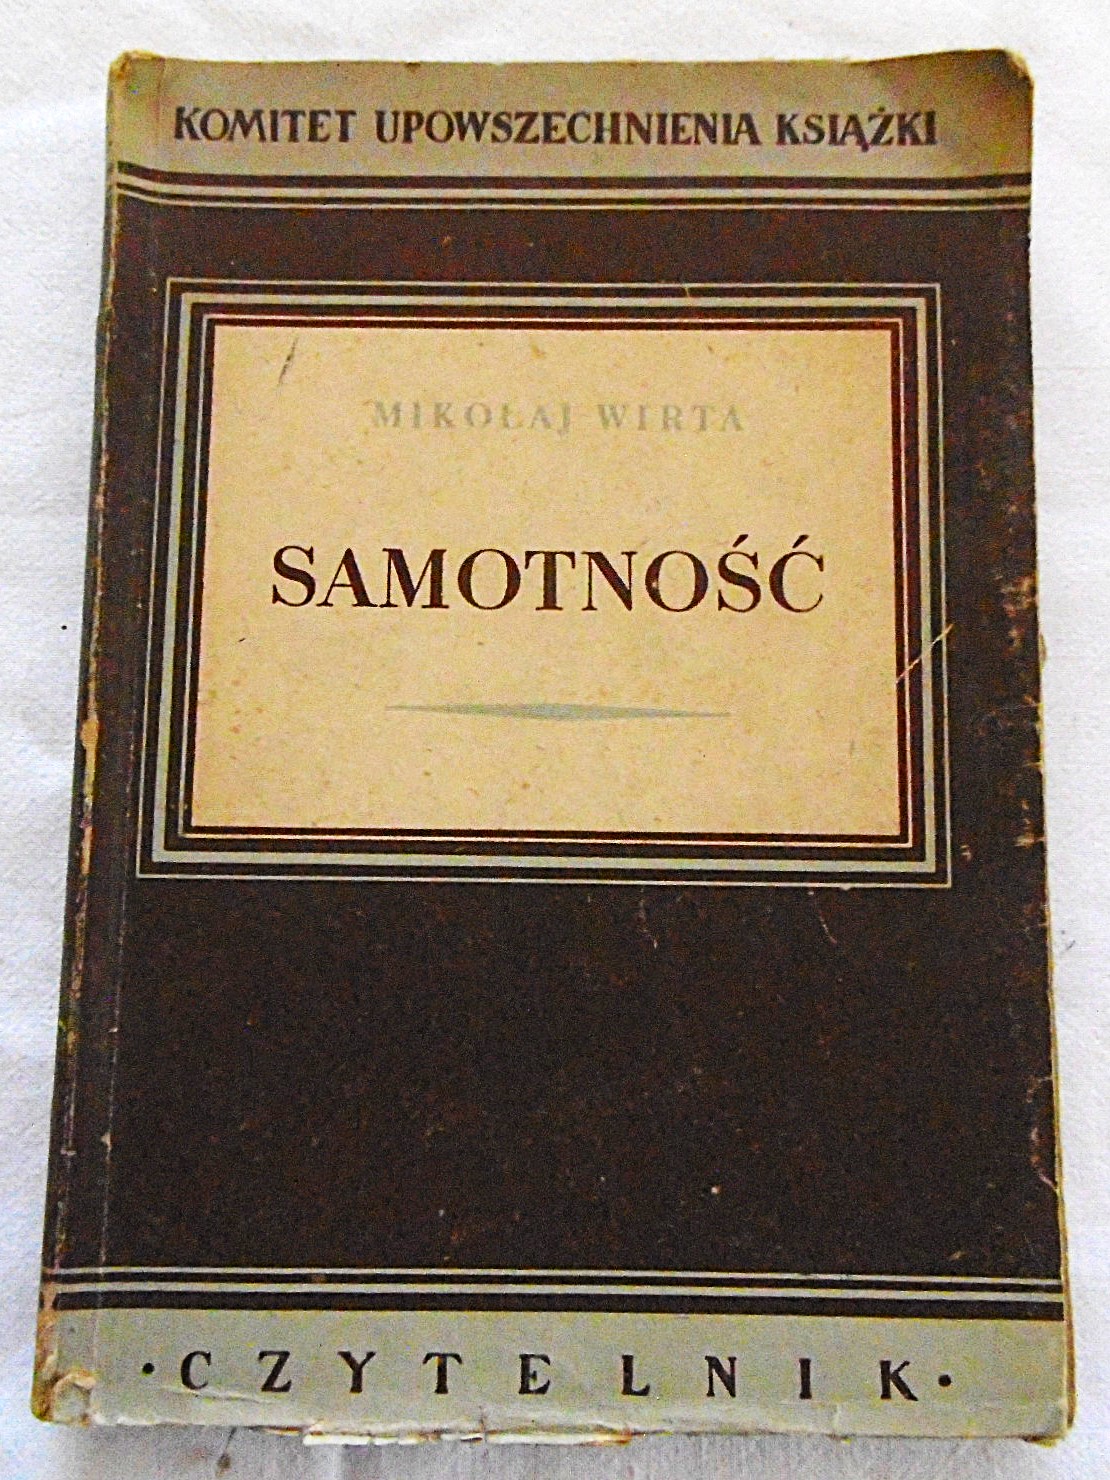 KOMITET UPOWSZECHNIENIA KSIĄŻKI
MIKOŁAJ WIRTA
SAMOTNOŚĆ
• CZYTELNIK •